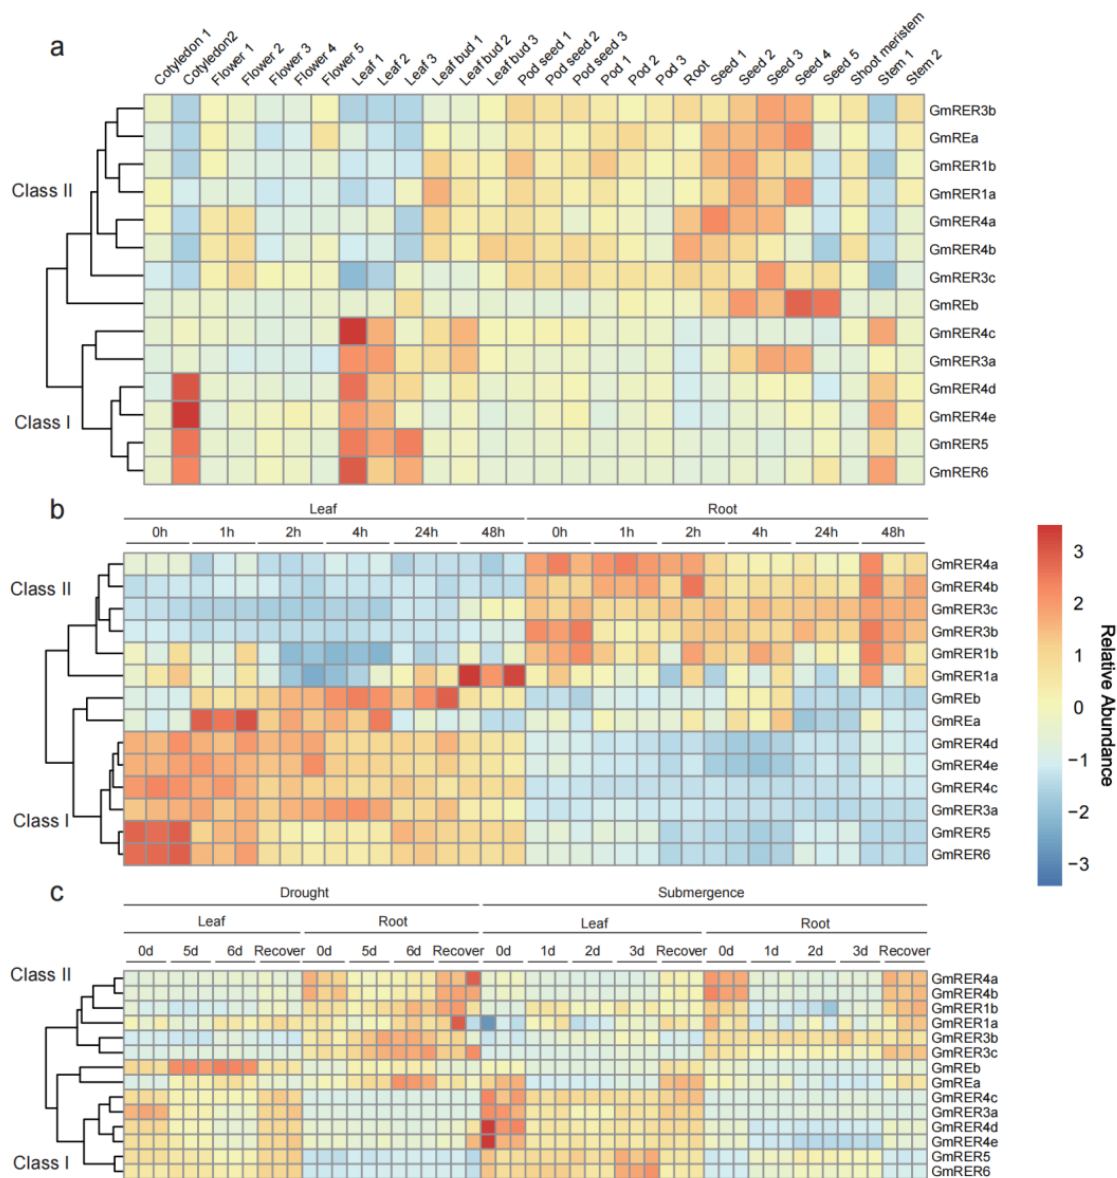 a
Cotyledon 1
Cotyledon2
Flower 1
Flower 2
Flower 3
Flower 4
Flower 5
Leaf 1
Leaf 2
Leaf 3
Leaf bud 1
Leaf bud 2
Leaf bud 3
Pod seed 1
Pod seed 2
Pod seed 3
Pod 1
Pod 2
Pod 3
Root
Seed 1
Seed 2
Seed 3
Seed 4
Seed 5
Shoot meristem
Stem 1
Stem 2
Class II
Class I
GmRER3b
GmREa
GmRER1b
GmRER1a
GmRER4a
GmRER4b
GmRER3c
GmREb
GmRER4c
GmRER3a
GmRER4d
GmRER4e
GmRER5
GmRER6
b
Leaf Root
0h 1h 2h 4h 24h 48h 0h 1h 2h 4h 24h 48h
Class II
Class I
GmRER4a
GmRER4b
GmRER3c
GmRER3b
GmRER1b
GmRER1a
GmREb
GmREa
GmRER4d
GmRER4e
GmRER4c
GmRER3a
GmRER5
GmRER6
3
2
1
0
−1
−2
−3
Relative Abundance
c
Drought Submergence
Leaf Root Leaf Root
0d 5d 6d Recover 0d 5d 6d Recover 0d 1d 2d 3d Recover 0d 1d 2d 3d Recover
Class II
Class I
GmRER4a
GmRER4b
GmRER1b
GmRER1a
GmRER3b
GmRER3c
GmREb
GmREa
GmRER4c
GmRER3a
GmRER4d
GmRER4e
GmRER5
GmRER6